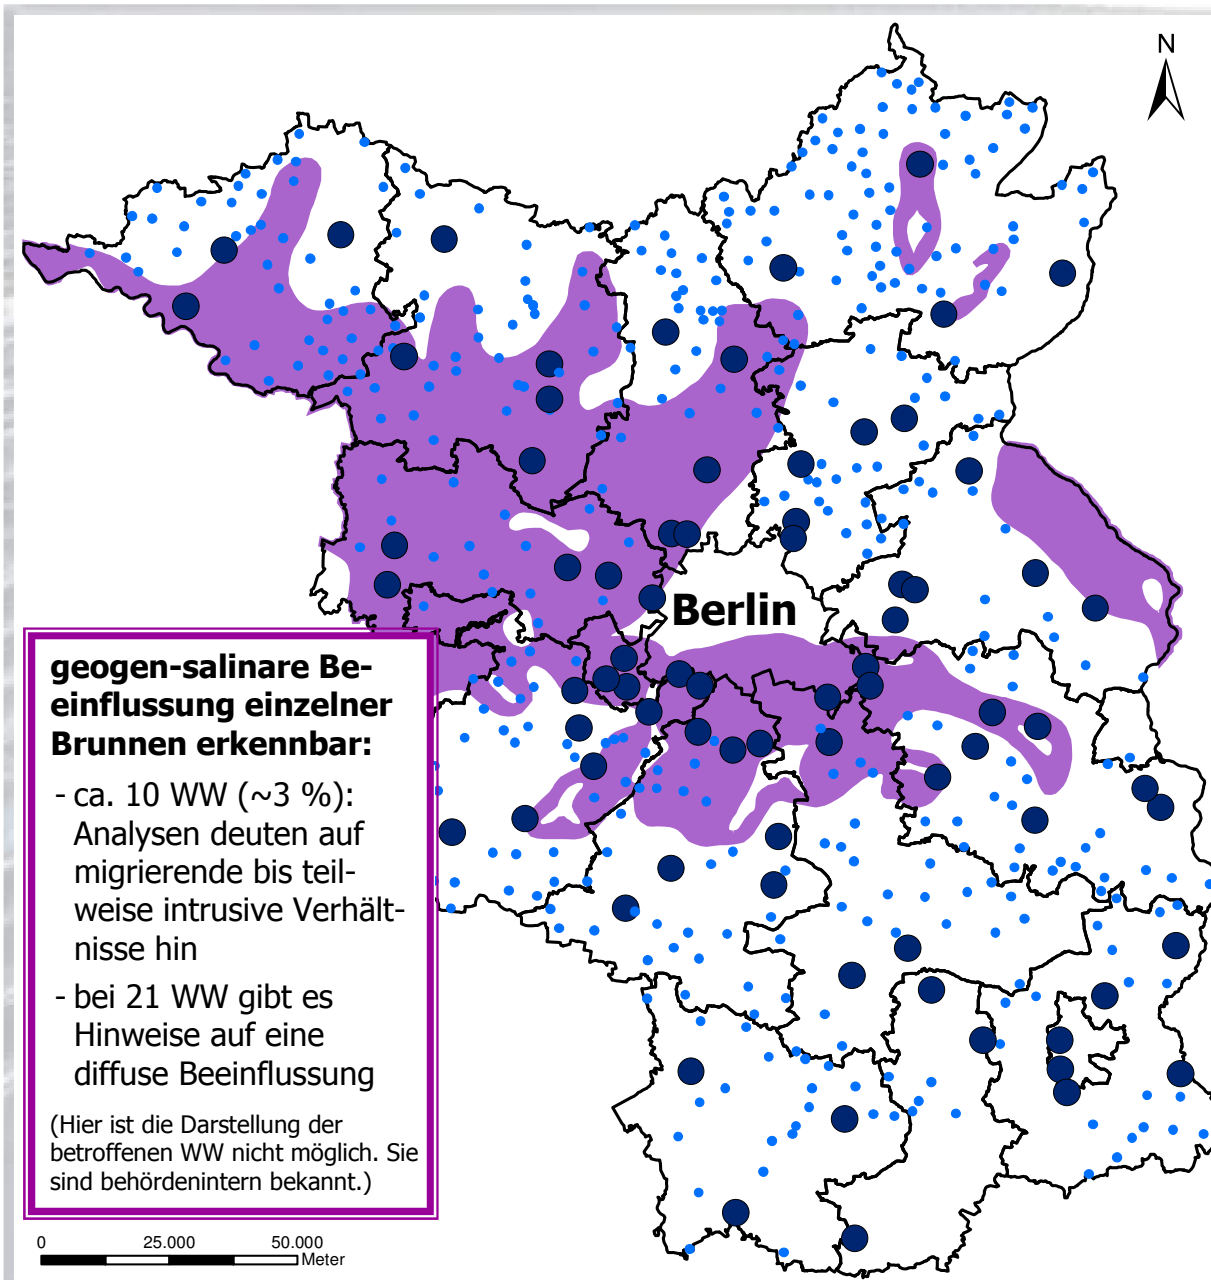 N
Berlin
geogen-salinare Be-
einflussung einzelner
Brunnen erkennbar:
- ca. 10 WW (~3 %):
Analysen deuten auf
migrierende bis teil-
weise intrusive Verhält-
nisse hin
- bei 21 WW gibt es
Hinweise auf eine
diffuse Beeinflussung
(Hier ist die Darstellung der
betroffenen WW nicht möglich. Sie
sind behördenintern bekannt.)
0 25.000 50.000
Meter